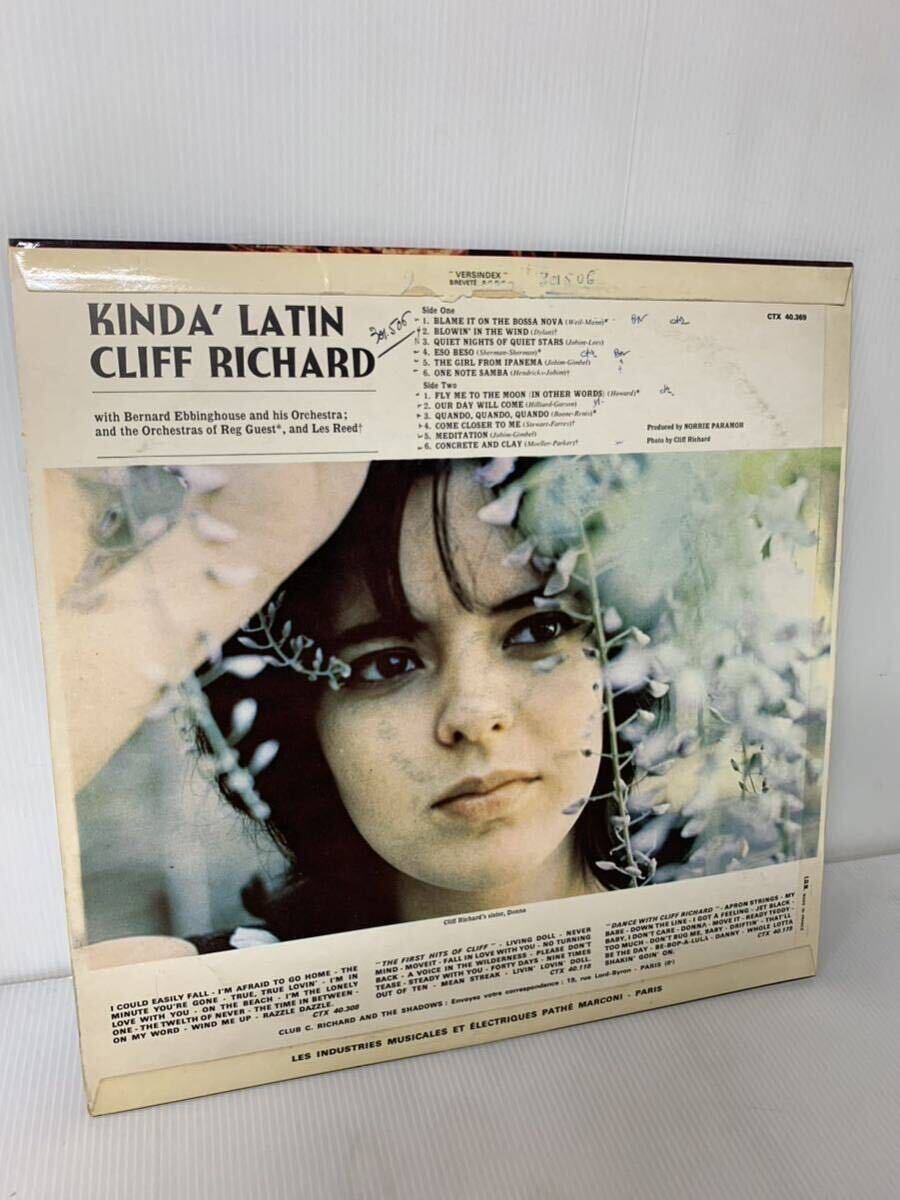 "VERSINDEX"
BREVETÉ
301506
KINDA' LATIN
CLIFF RICHARD
301.506
with Bernard Ebbinghouse and his Orchestra;
and the Orchestras of Reg Guest*, and Les Reed†
Side One
1. BLAME IT ON THE BOSSA NOVA (Weil-Mann)*
2. BLOWIN' IN THE WIND (Dylan)†
3. QUIET NIGHTS OF QUIET STARS (Jobim-Lees)
4. ESO BESO (Sherman-Sherman)*
5. THE GIRL FROM IPANEMA (Jobim-Gimbel)
6. ONE NOTE SAMBA (Hendricks-Jobim)†
Side Two
1. FLY ME TO THE MOON (IN OTHER WORDS) (Howard)*
2. OUR DAY WILL COME (Hilliard-Garson)
3. QUANDO, QUANDO, QUANDO (Boone-Renis)*
4. COME CLOSER TO ME (Stewart-Farres)†
5. MEDITATION (Jobim-Gimbel)
6. CONCRETE AND CLAY (Moeller-Parker)†
CTX 40.369
Produced by NORRIE PARAMOR
Photo by Cliff Richard
Cliff Richard's sister, Donna
I COULD EASILY FALL - I'M AFRAID TO GO HOME - THE
MINUTE YOU'RE GONE - TRUE, TRUE LOVIN' - I'M IN
LOVE WITH YOU - ON THE BEACH - I'M THE LONELY
ONE - THE TWELTH OF NEVER - THE TIME IN BETWEEN -
ON MY WORD - WIND ME UP - RAZZLE DAZZLE.
CTX 40.308
"THE FIRST HITS OF CLIFF" - LIVING DOLL - NEVER
MIND - MOVEIT - FALL IN LOVE WITH YOU - NO TURNING
BACK - A VOICE IN THE WILDERNESS - PLEASE DON'T
TEASE - STEADY WITH YOU - FORTY DAYS - NINE TIMES
OUT OF TEN - MEAN STREAK - LIVIN' LOVIN' DOLL.
"DANCE WITH CLIFF RICHARD" - APRON STRINGS - MY
BABE - DOWN THE LINE - I GOT A FEELING - JET BLACK -
BABY, I DON'T CARE - DONNA - MOVE IT - READY TEDDY -
TOO MUCH - DON'T BUG ME, BABY - DRIFTIN' - THAT'LL
BE THE DAY - BE-BOP-A-LULA - DANNY - WHOLE LOTTA
SHAKIN' GOIN' ON.
CLUB C. RICHARD AND THE SHADOWS : Envoyez votre correspondance : 19, rue Lord-Byron - PARIS (8e)
LES INDUSTRIES MUSICALES ET ÉLECTRIQUES PATHÉ MARCONI - PARIS